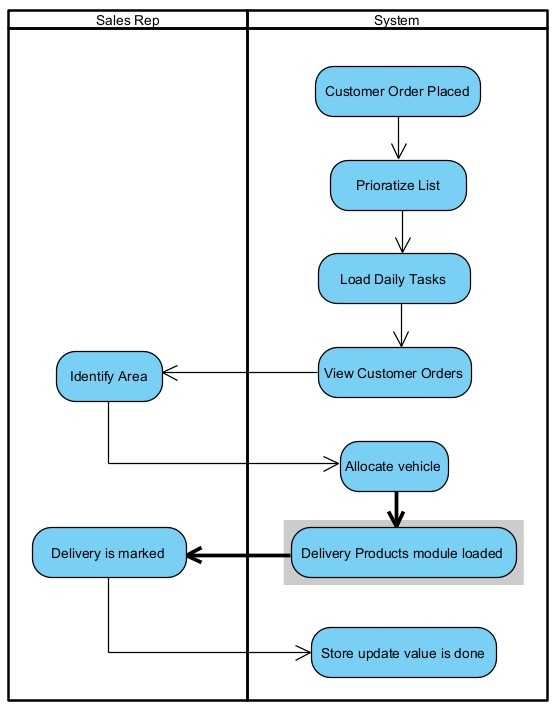 Sales Rep
System
Customer Order Placed
Prioratize List
Load Daily Tasks
View Customer Orders
Identify Area
Allocate vehicle
Delivery Products module loaded
Delivery is marked
Store update value is done